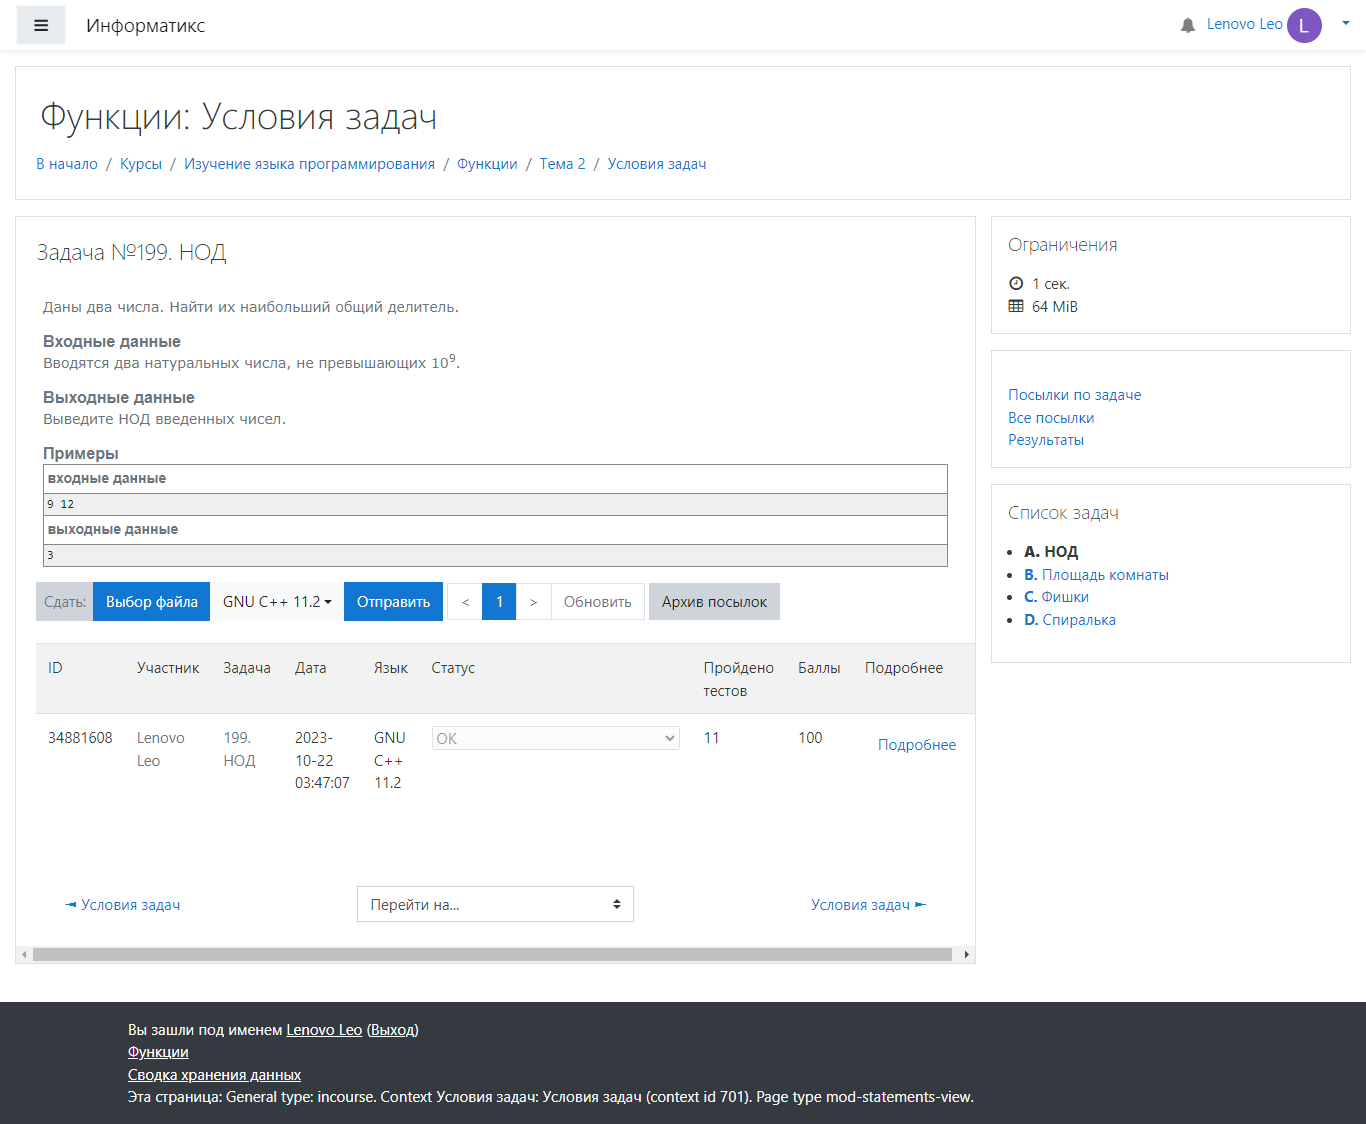 Информатикс
Lenovo Leo
L
Функции: Условия задач
В начало / Курсы / Изучение языка программирования / Функции / Тема 2 / Условия задач
Задача №199. НОД
Даны два числа. Найти их наибольший общий делитель.
Входные данные
Вводятся два натуральных числа, не превышающих 10⁹.
Выходные данные
Выведите НОД введенных чисел.
Примеры
входные данные
9 12
выходные данные
3
Сдать: Выбор файла GNU C++ 11.2 Отправить < 1 > Обновить Архив посылок
ID Участник Задача Дата Язык Статус Пройдено тестов Баллы Подробнее
34881608 Lenovo Leo 199. НОД 2023-10-22 03:47:07 GNU C++ 11.2 OK 11 100 Подробнее
◄ Условия задач
Перейти на...
Условия задач ►
Ограничения
1 сек.
64 MiB
Посылки по задаче
Все посылки
Результаты
Список задач
A. НОД
B. Площадь комнаты
C. Фишки
D. Спиралька
Вы зашли под именем Lenovo Leo (Выход)
Функции
Сводка хранения данных
Эта страница: General type: incourse. Context Условия задач: Условия задач (context id 701). Page type mod-statements-view.